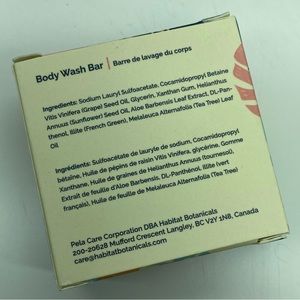 Body Wash Bar | Barre de lavage du corps
Ingredients: Sodium Lauryl Sulfoacetate, Cocamidopropyl Betaine
Vitis Vinifera (Grape) Seed Oil, Glycerin, Xanthan Gum, Helianthus
Annuus (Sunflower) Seed Oil, Aloe Barbensis Leaf Extract, DL-Pan-
thenol, Illite (French Green), Melaleuca Alternafolia (Tea Tree) Leaf
Oil
Ingrédients: Sulfoacétate de lauryle de sodium, Cocamidopropyl
bétaine, Huile de pepins de raisin Vitis Vinifera, glycérine, Gomme
Xanthane, Huile de graines de Helianthus Annuus (tournesol),
Extrait de feuille d'Aloe Barbensis, DL-Panthénol, illite (vert
français), Huile de feuille de Melaleuca Alternafolia (Tea Tree)
Pela Care Corporation DBA Habitat Botanicals
200-20628 Mufford Crescent Langley, BC V2Y 1N8, Canada
care@habitatbotanicals.com